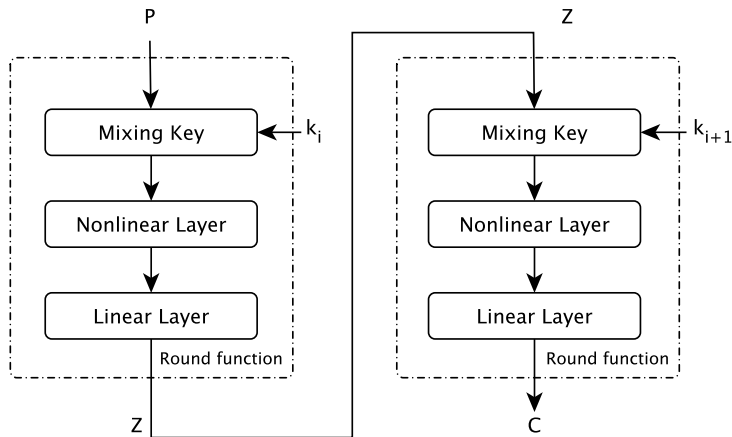 P
Mixing Key
k_i
Nonlinear Layer
Linear Layer
Round function
Z
Z
Mixing Key
k_{i+1}
Nonlinear Layer
Linear Layer
Round function
C